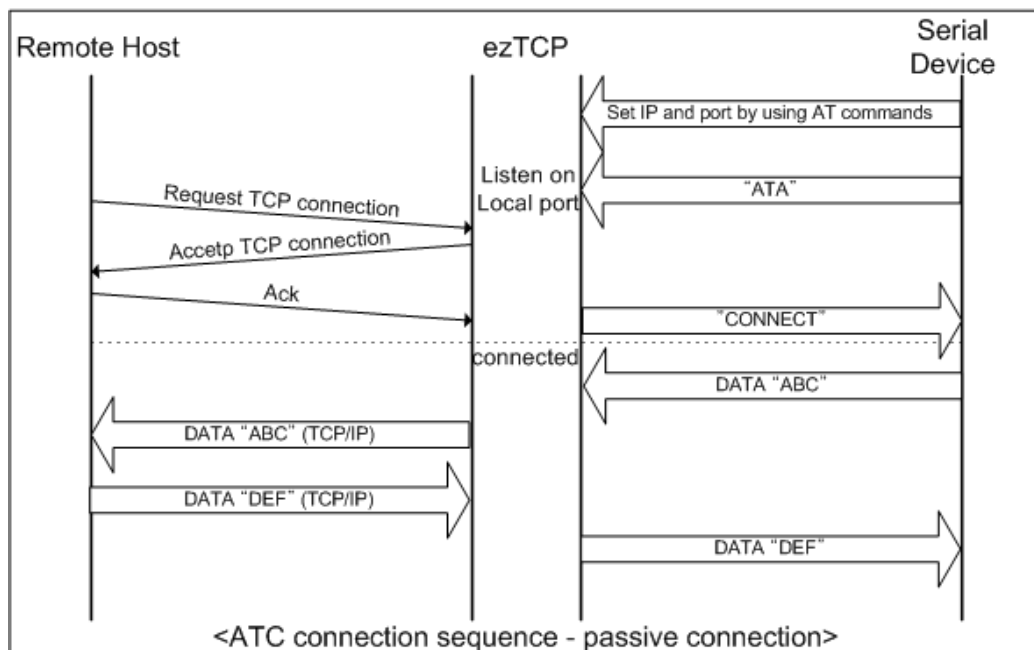 Remote Host
ezTCP
Serial
Device
Set IP and port by using AT commands
Listen on
Local port
"ATA"
Request TCP connection
Accetp TCP connection
Ack
"CONNECT"
connected
DATA "ABC"
DATA "ABC" (TCP/IP)
DATA "DEF" (TCP/IP)
DATA "DEF"
<ATC connection sequence - passive connection>